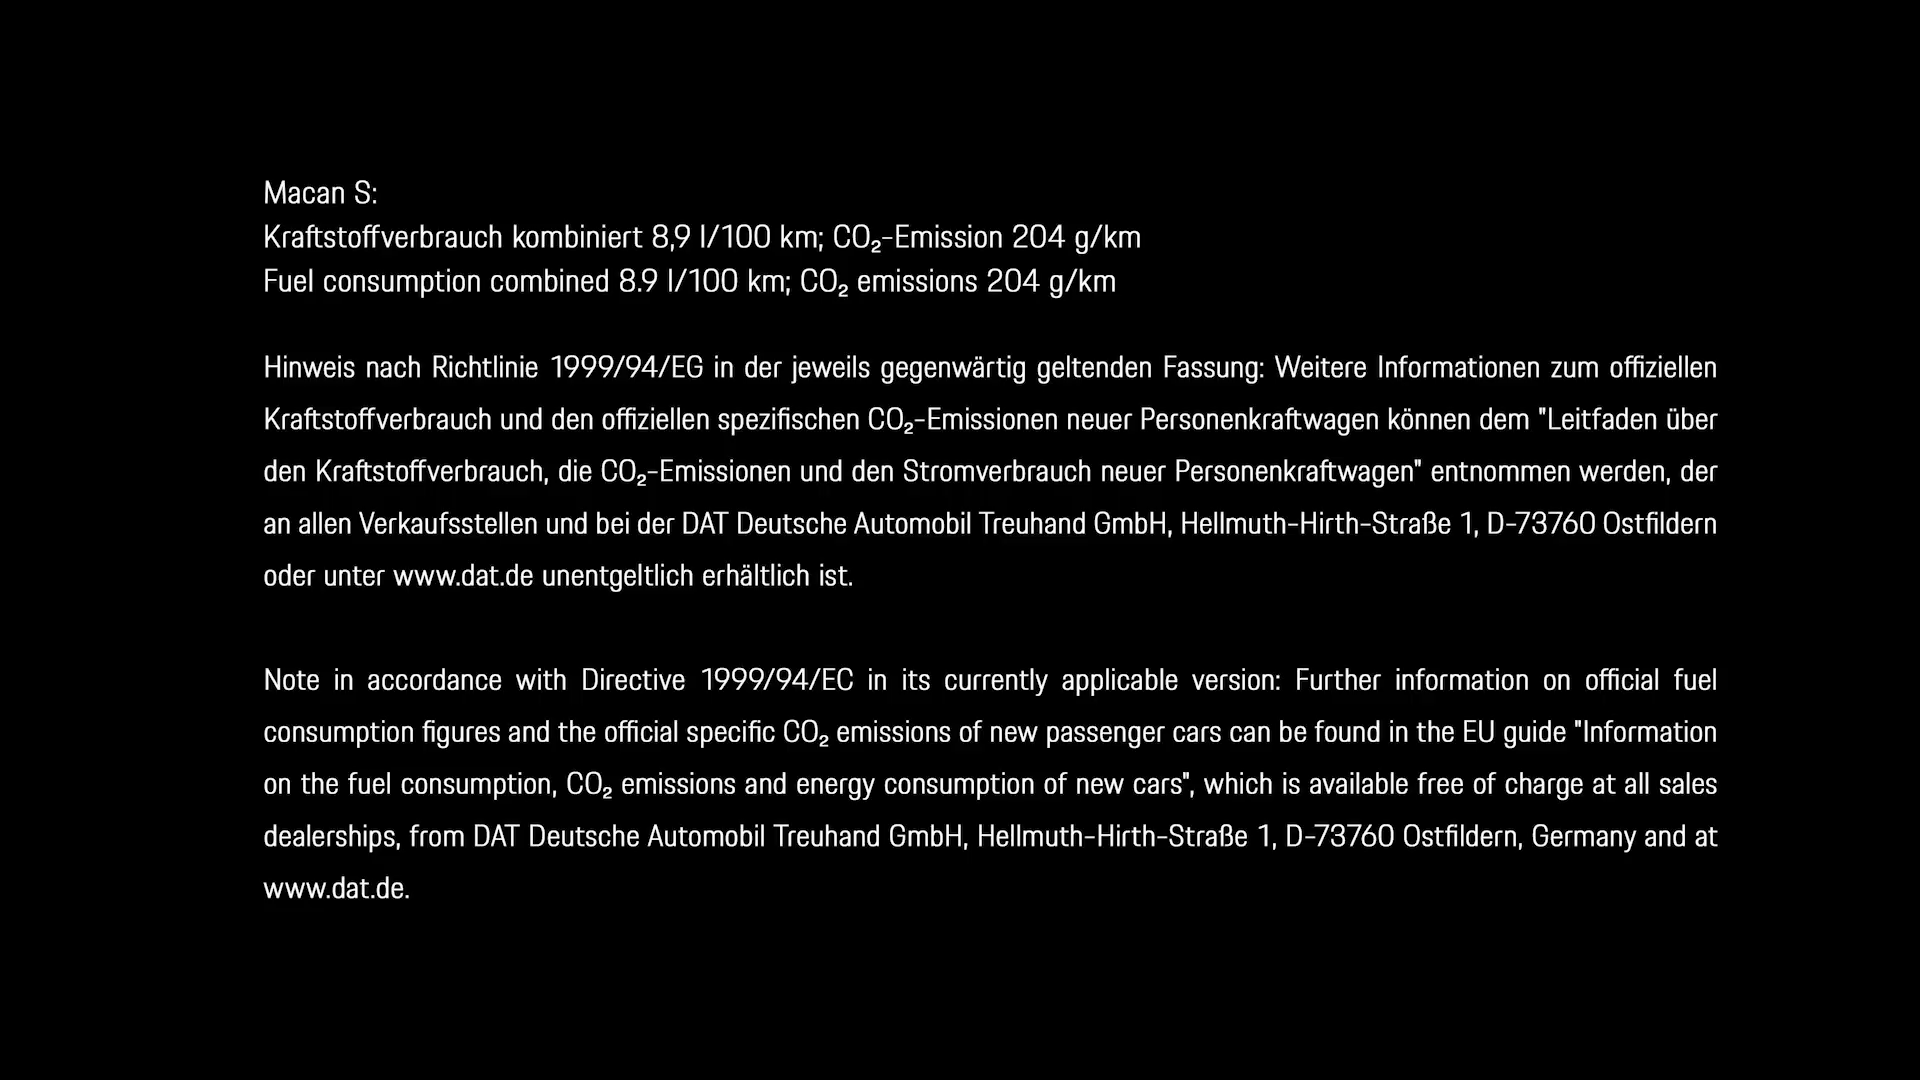 Macan S:
Kraftstoffverbrauch kombiniert 8,9 l/100 km; CO₂-Emission 204 g/km
Fuel consumption combined 8.9 l/100 km; CO₂ emissions 204 g/km
Hinweis nach Richtlinie 1999/94/EG in der jeweils gegenwärtig geltenden Fassung: Weitere Informationen zum offiziellen
Kraftstoffverbrauch und den offiziellen spezifischen CO₂-Emissionen neuer Personenkraftwagen können dem "Leitfaden über
den Kraftstoffverbrauch, die CO₂-Emissionen und den Stromverbrauch neuer Personenkraftwagen" entnommen werden, der
an allen Verkaufsstellen und bei der DAT Deutsche Automobil Treuhand GmbH, Hellmuth-Hirth-Straße 1, D-73760 Ostfildern
oder unter www.dat.de unentgeltlich erhältlich ist.
Note in accordance with Directive 1999/94/EC in its currently applicable version: Further information on official fuel
consumption figures and the official specific CO₂ emissions of new passenger cars can be found in the EU guide "Information
on the fuel consumption, CO₂ emissions and energy consumption of new cars", which is available free of charge at all sales
dealerships, from DAT Deutsche Automobil Treuhand GmbH, Hellmuth-Hirth-Straße 1, D-73760 Ostfildern, Germany and at
www.dat.de.